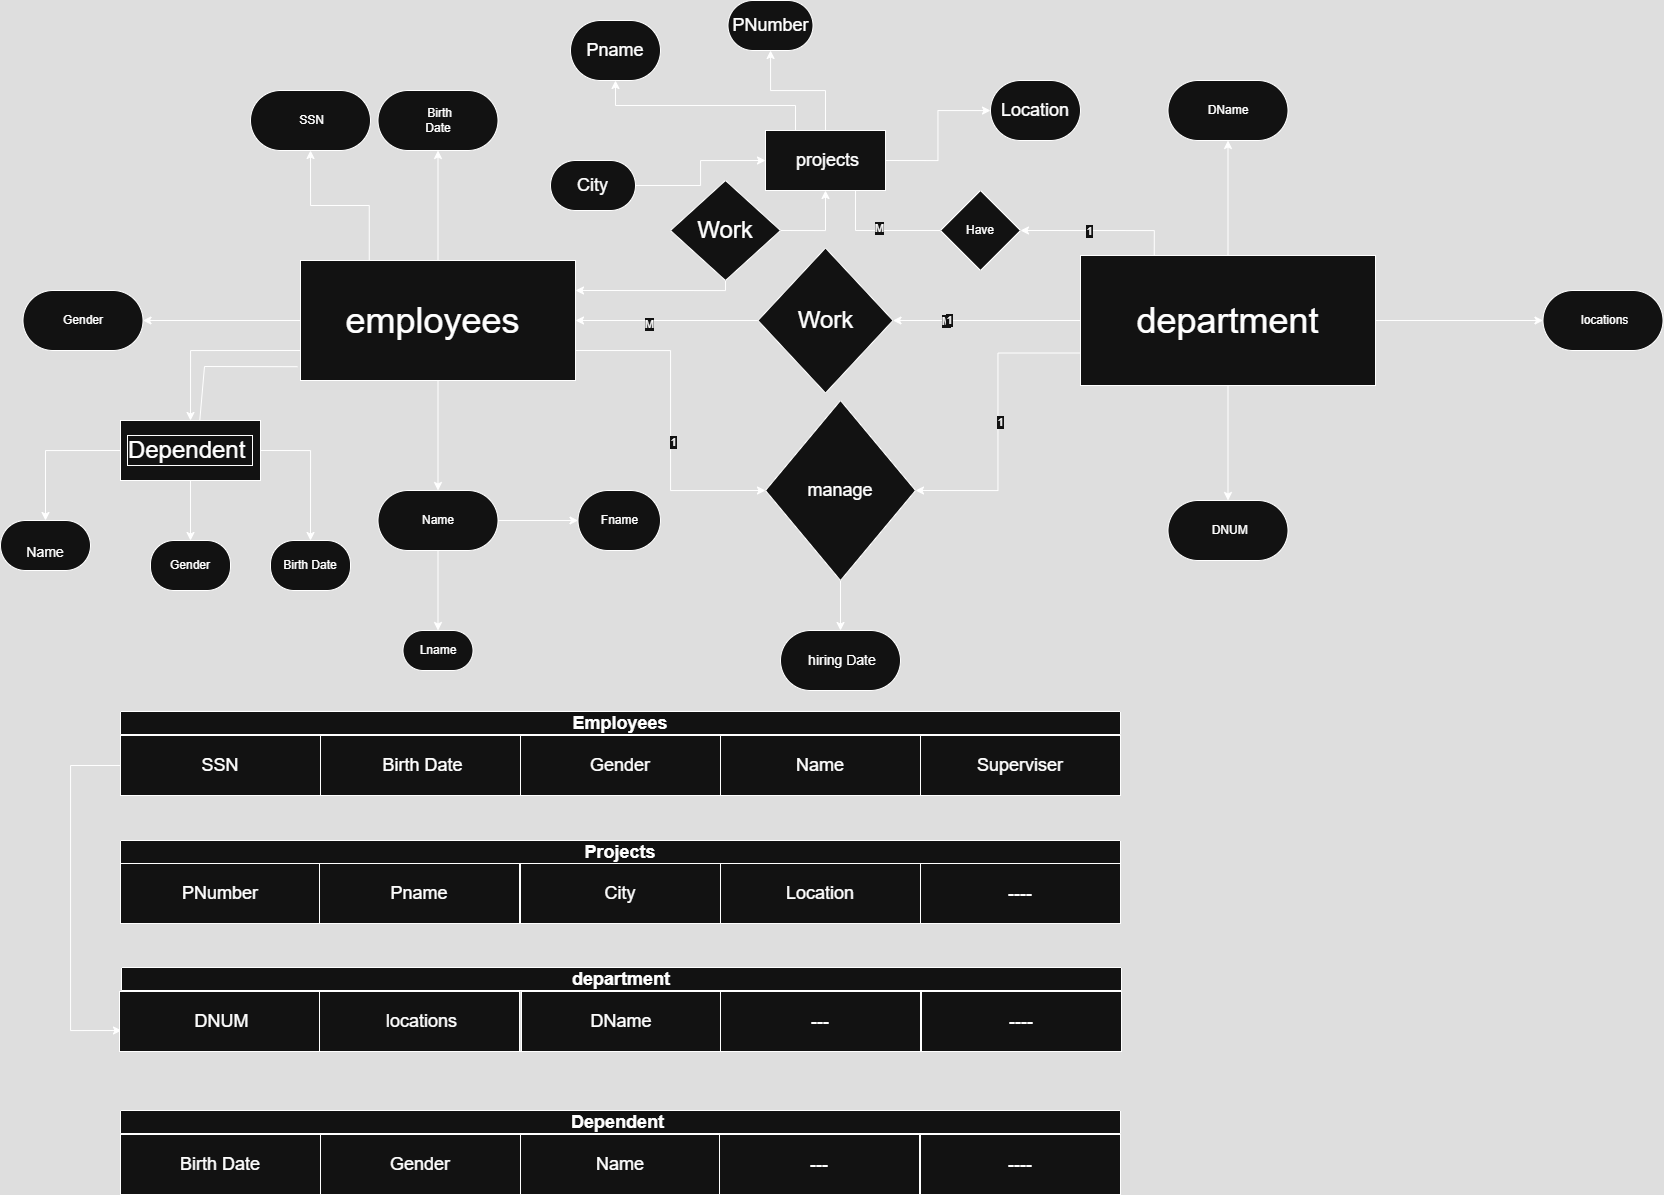 PNumber
Pname
Location
DName
SSN
Birth
Date
projects
City
Work
M
Have
1
Gender
employees
M
Work
1
department
locations
Dependent
1
1
manage
Name
Fname
DNUM
Name
Gender
Birth Date
Lname
hiring Date
Employees
SSN
Birth Date
Gender
Name
Superviser
Projects
PNumber
Pname
City
Location
----
department
DNUM
locations
DName
---
----
Dependent
Birth Date
Gender
Name
---
----